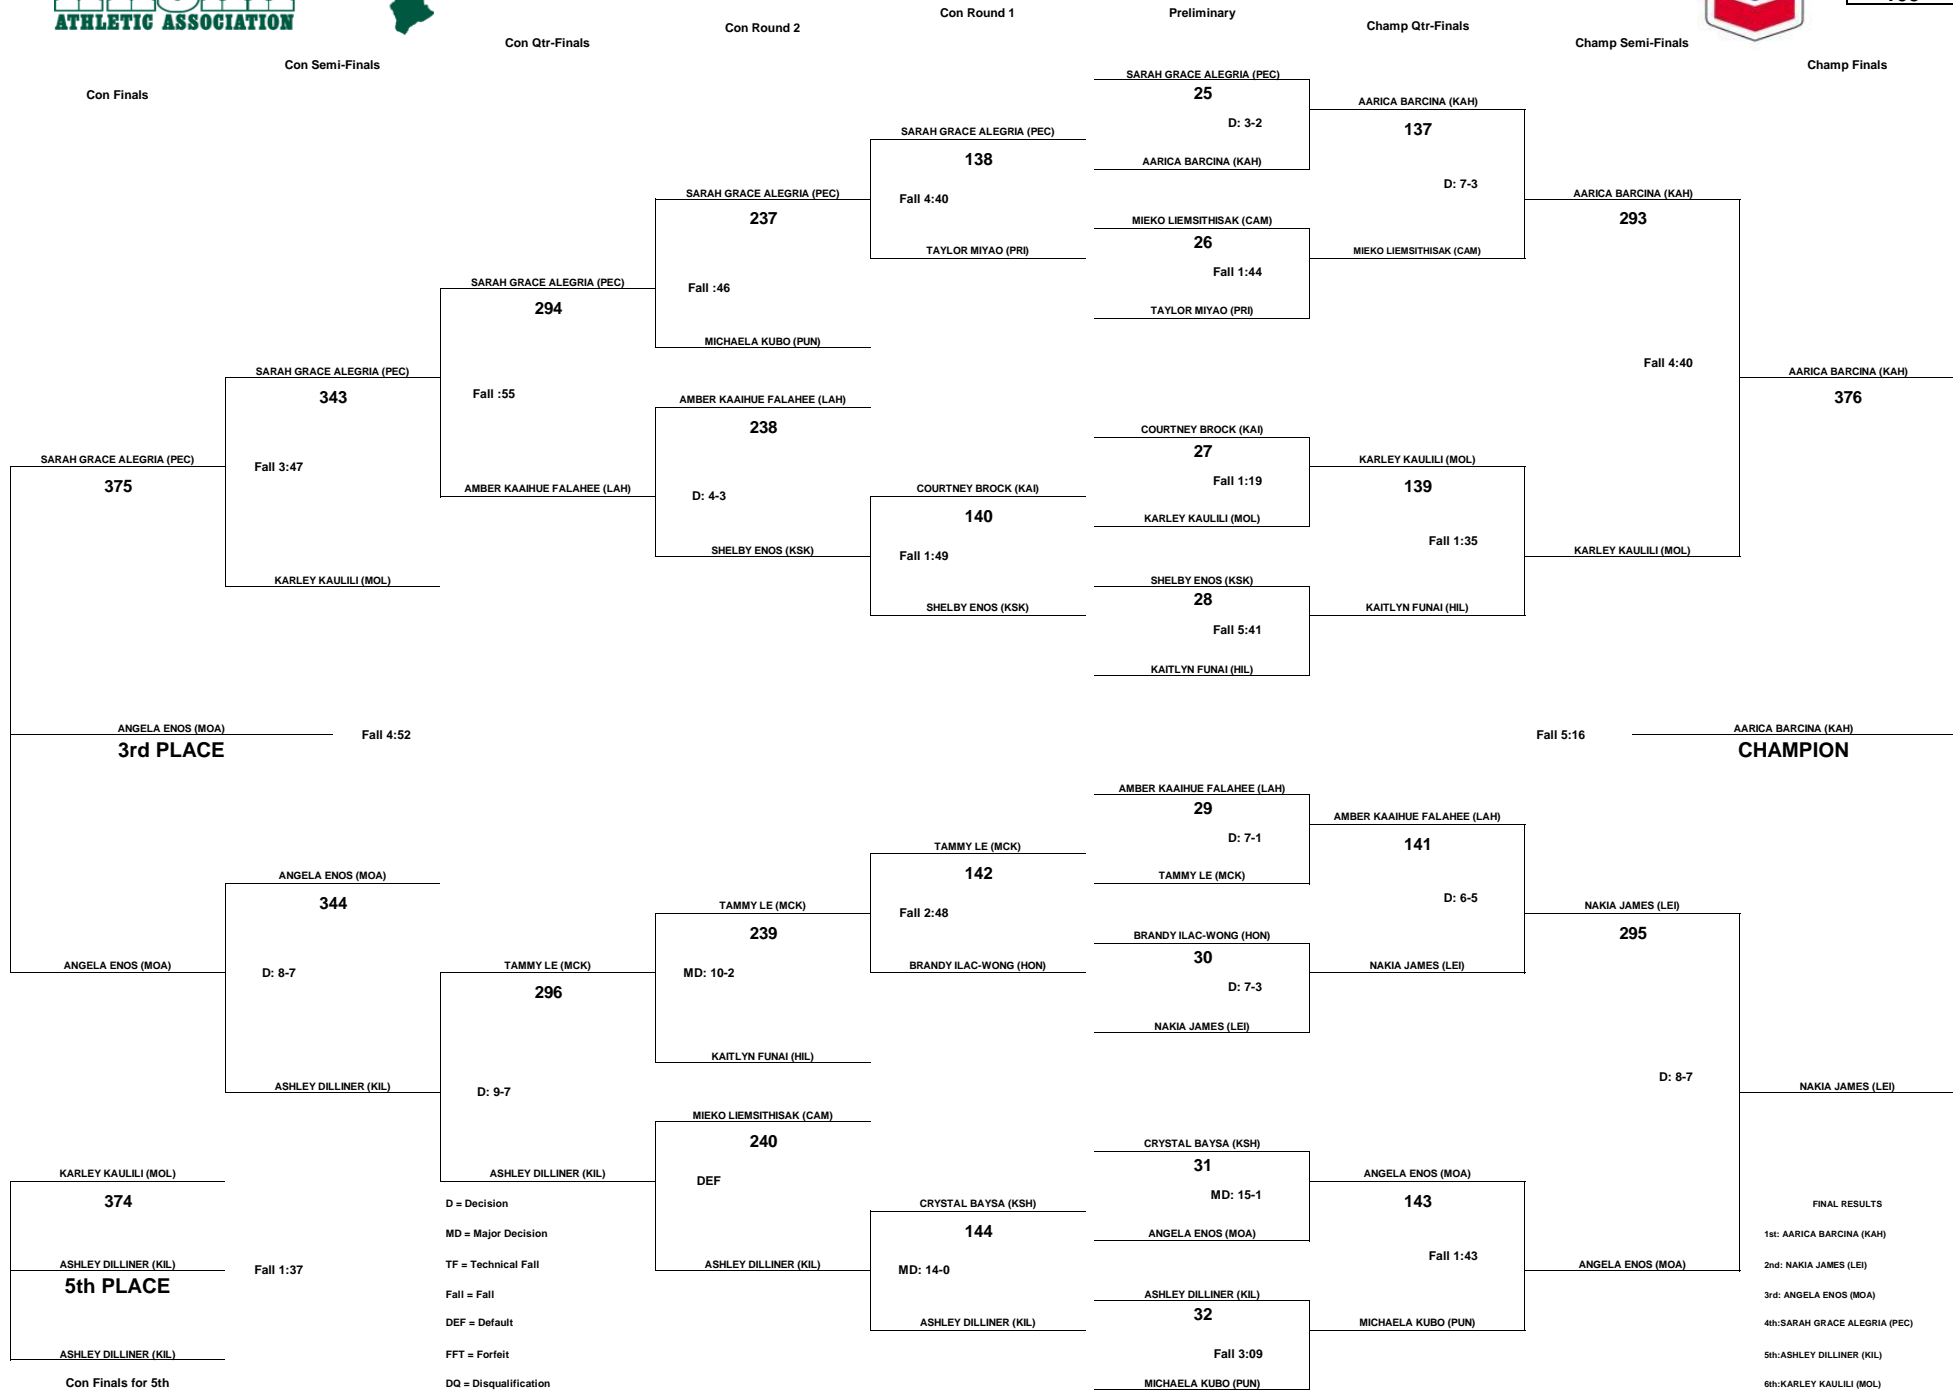 ATHLETIC ASSOCIATION
Con Finals
Con Semi-Finals
Con Qtr-Finals
Con Round 2
Con Round 1
Preliminary
Champ Qtr-Finals
Champ Semi-Finals
Champ Finals
SARAH GRACE ALEGRIA (PEC)
25
D: 3-2
AARICA BARCINA (KAH)
MIEKO LIEMSITHISAK (CAM)
26
Fall 1:44
TAYLOR MIYAO (PRI)
COURTNEY BROCK (KAI)
27
Fall 1:19
KARLEY KAULILI (MOL)
SHELBY ENOS (KSK)
28
Fall 5:41
KAITLYN FUNAI (HIL)
AMBER KAAIHUE FALAHEE (LAH)
29
D: 7-1
TAMMY LE (MCK)
BRANDY ILAC-WONG (HON)
30
D: 7-3
NAKIA JAMES (LEI)
CRYSTAL BAYSA (KSH)
31
MD: 15-1
ANGELA ENOS (MOA)
ASHLEY DILLINER (KIL)
32
Fall 3:09
MICHAELA KUBO (PUN)
AARICA BARCINA (KAH)
137
D: 7-3
MIEKO LIEMSITHISAK (CAM)
KARLEY KAULILI (MOL)
139
Fall 1:35
KAITLYN FUNAI (HIL)
AMBER KAAIHUE FALAHEE (LAH)
141
D: 6-5
NAKIA JAMES (LEI)
ANGELA ENOS (MOA)
143
Fall 1:43
MICHAELA KUBO (PUN)
AARICA BARCINA (KAH)
293
Fall 4:40
KARLEY KAULILI (MOL)
NAKIA JAMES (LEI)
295
D: 8-7
ANGELA ENOS (MOA)
AARICA BARCINA (KAH)
376
Fall 5:16
AARICA BARCINA (KAH)
CHAMPION
NAKIA JAMES (LEI)
SARAH GRACE ALEGRIA (PEC)
138
Fall 4:40
TAYLOR MIYAO (PRI)
COURTNEY BROCK (KAI)
140
Fall 1:49
SHELBY ENOS (KSK)
TAMMY LE (MCK)
142
Fall 2:48
BRANDY ILAC-WONG (HON)
CRYSTAL BAYSA (KSH)
144
MD: 14-0
ASHLEY DILLINER (KIL)
SARAH GRACE ALEGRIA (PEC)
237
Fall :46
MICHAELA KUBO (PUN)
AMBER KAAIHUE FALAHEE (LAH)
238
D: 4-3
SHELBY ENOS (KSK)
TAMMY LE (MCK)
239
MD: 10-2
KAITLYN FUNAI (HIL)
MIEKO LIEMSITHISAK (CAM)
240
DEF
ASHLEY DILLINER (KIL)
SARAH GRACE ALEGRIA (PEC)
294
Fall :55
AMBER KAAIHUE FALAHEE (LAH)
TAMMY LE (MCK)
296
D: 9-7
ASHLEY DILLINER (KIL)
SARAH GRACE ALEGRIA (PEC)
343
Fall 3:47
KARLEY KAULILI (MOL)
ANGELA ENOS (MOA)
344
D: 8-7
ASHLEY DILLINER (KIL)
SARAH GRACE ALEGRIA (PEC)
375
ANGELA ENOS (MOA)
3rd PLACE
Fall 4:52
ANGELA ENOS (MOA)
KARLEY KAULILI (MOL)
374
ASHLEY DILLINER (KIL)
5th PLACE
Fall 1:37
ASHLEY DILLINER (KIL)
Con Finals for 5th
D = Decision
MD = Major Decision
TF = Technical Fall
Fall = Fall
DEF = Default
FFT = Forfeit
DQ = Disqualification
FINAL RESULTS
1st: AARICA BARCINA (KAH)
2nd: NAKIA JAMES (LEI)
3rd: ANGELA ENOS (MOA)
4th:SARAH GRACE ALEGRIA (PEC)
5th:ASHLEY DILLINER (KIL)
6th:KARLEY KAULILI (MOL)